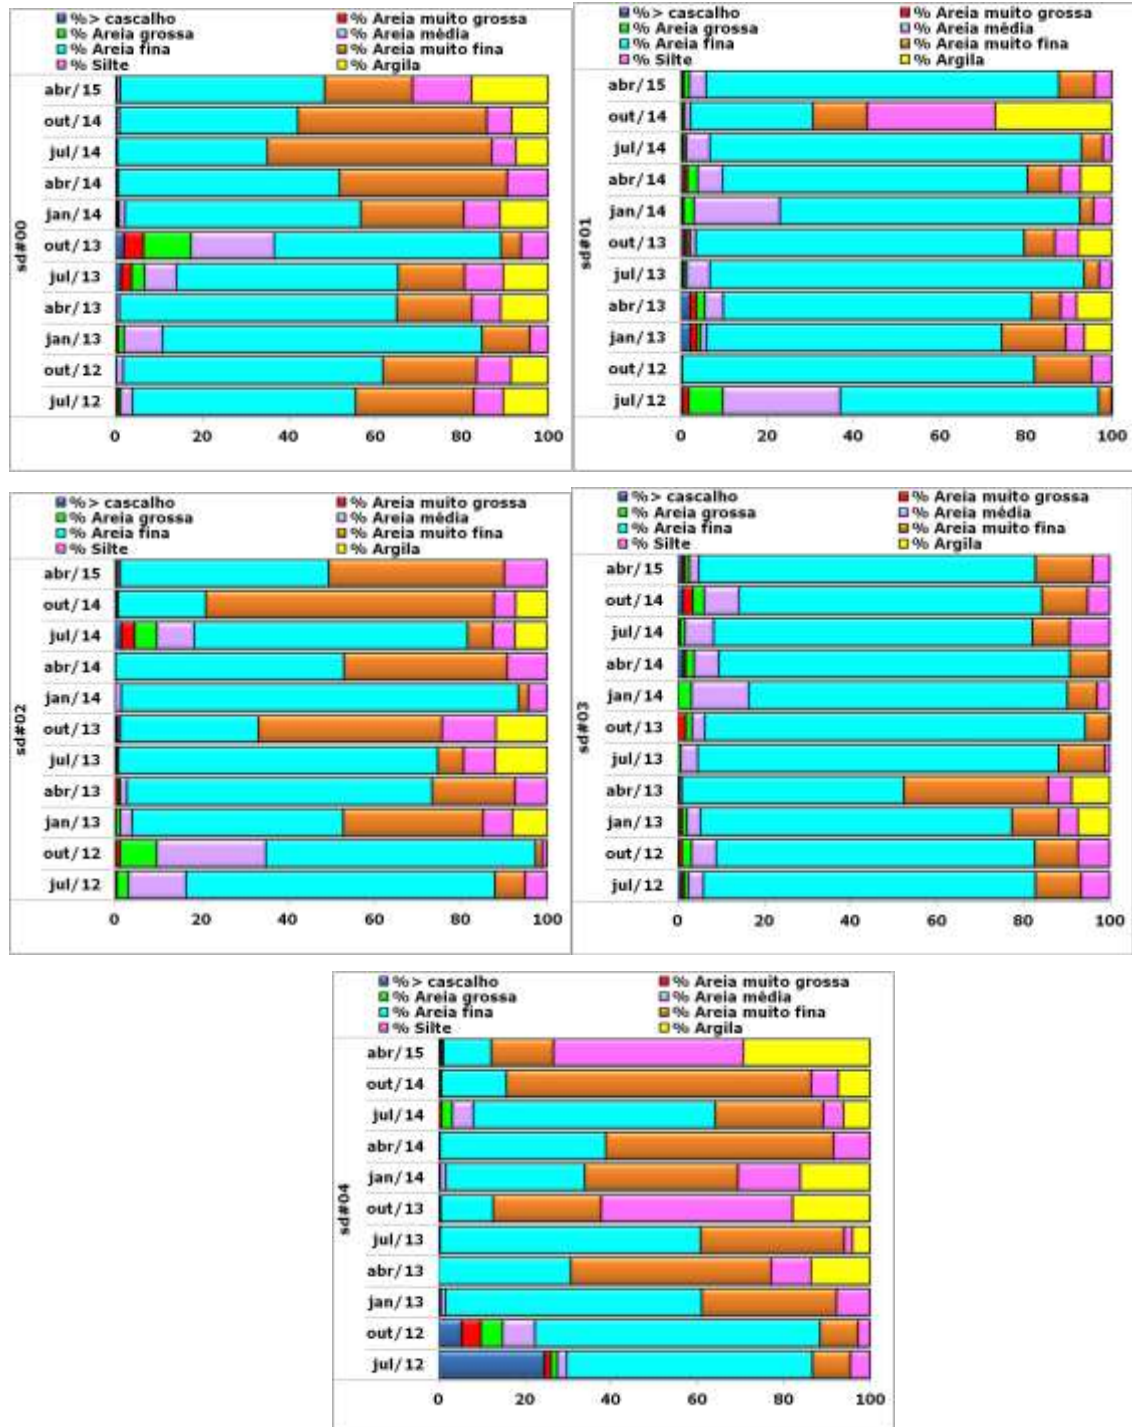 %> cascalho % Areia muito grossa
% Areia grossa % Areia média
% Areia fina % Areia muito fina
% Silte % Argila
sd#00
abr/15
out/14
jul/14
abr/14
jan/14
out/13
jul/13
abr/13
jan/13
out/12
jul/12
0 20 40 60 80 100
%> cascalho % Areia muito grossa
% Areia grossa % Areia média
% Areia fina % Areia muito fina
% Silte % Argila
sd#01
abr/15
out/14
jul/14
abr/14
jan/14
out/13
jul/13
abr/13
jan/13
out/12
jul/12
0 20 40 60 80 100
%> cascalho % Areia muito grossa
% Areia grossa % Areia média
% Areia fina % Areia muito fina
% Silte % Argila
sd#02
abr/15
out/14
jul/14
abr/14
jan/14
out/13
jul/13
abr/13
jan/13
out/12
jul/12
0 20 40 60 80 100
%> cascalho % Areia muito grossa
% Areia grossa % Areia média
% Areia fina % Areia muito fina
% Silte % Argila
sd#03
abr/15
out/14
jul/14
abr/14
jan/14
out/13
jul/13
abr/13
jan/13
out/12
jul/12
0 20 40 60 80 100
%> cascalho % Areia muito grossa
% Areia grossa % Areia média
% Areia fina % Areia muito fina
% Silte % Argila
sd#04
abr/15
out/14
jul/14
abr/14
jan/14
out/13
jul/13
abr/13
jan/13
out/12
jul/12
0 20 40 60 80 100